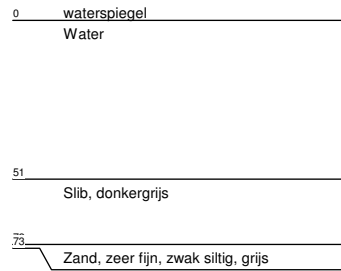 0 waterspiegel
Water
51
Slib, donkergrijs
73
Zand, zeer fijn, zwak siltig, grijs